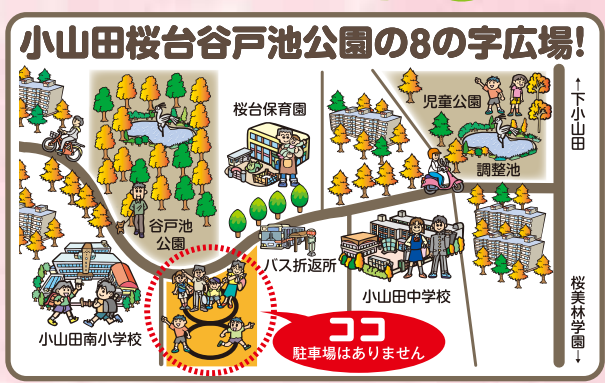 小山田桜台谷戸池公園の8の字広場!
桜台保育園
児童公園
調整池
←下小山田
谷戸池
公園
バス折返所
小山田中学校
小山田南小学校
桜美林学園→
ココ
駐車場はありません